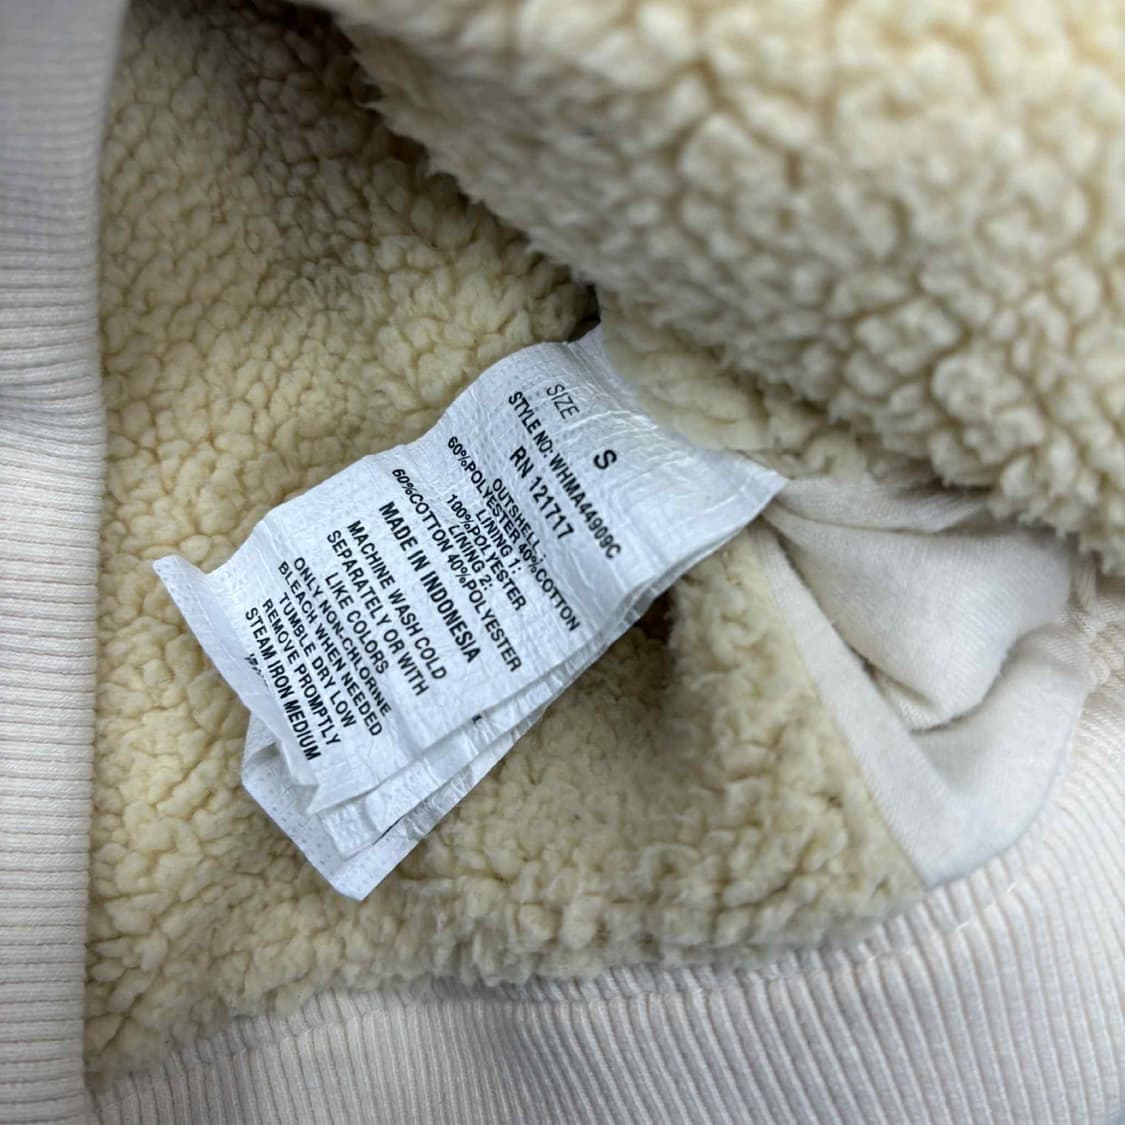 SIZE S
STYLE NO: WHMA44909C
RN 121717
OUTSHELL:
60%POLYESTER 40%COTTON
LINING 1:
100%POLYESTER
LINING 2:
60%COTTON 40%POLYESTER
MADE IN INDONESIA
MACHINE WASH COLD
SEPARATELY OR WITH
LIKE COLORS
ONLY NON-CHLORINE
BLEACH WHEN NEEDED
TUMBLE DRY LOW
REMOVE PROMPTLY
STEAM IRON MEDIUM